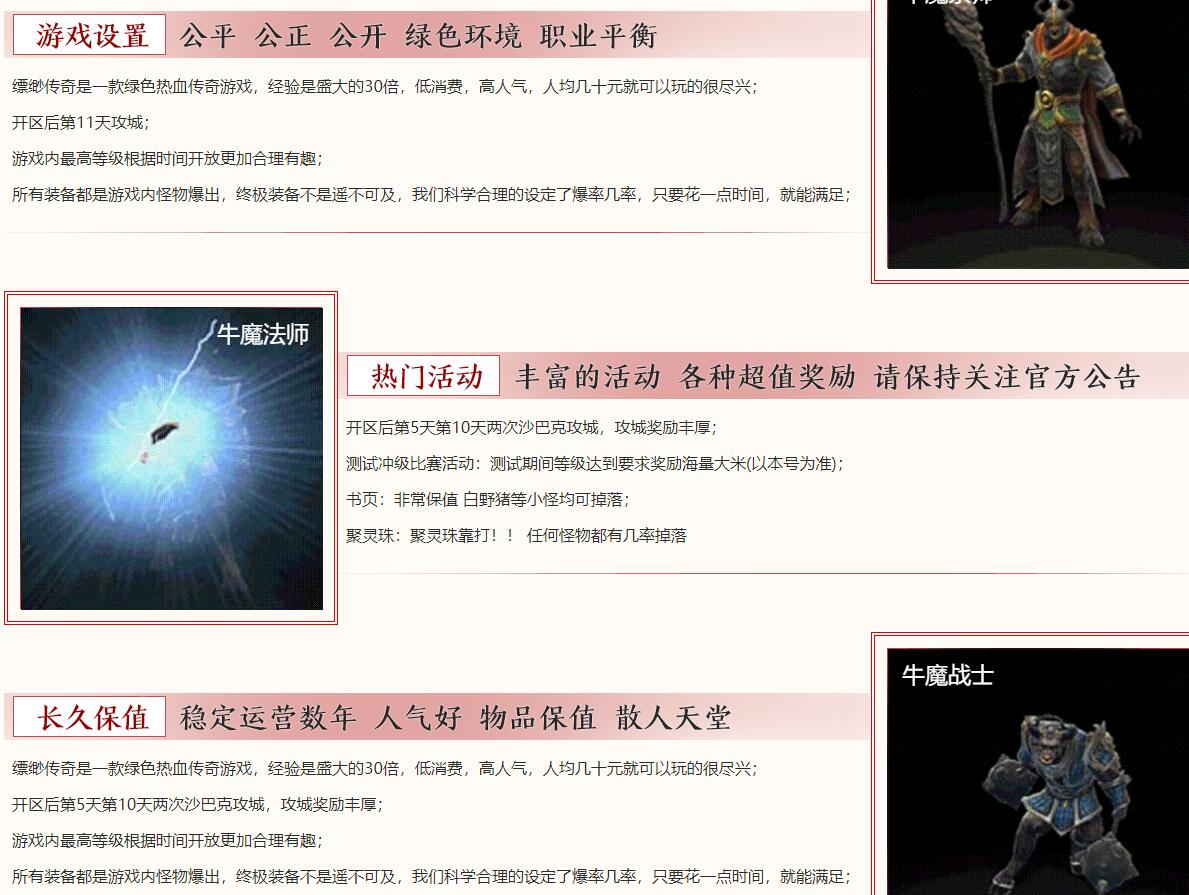 游戏设置 公平 公正 公开 绿色环境 职业平衡
缥缈传奇是一款绿色热血传奇游戏，经验是盛大的30倍，低消费，高人气，人均几十元就可以玩的很尽兴；
开区后第11天攻城；
游戏内最高等级根据时间开放更加合理有趣；
所有装备都是游戏内怪物爆出，终极装备不是遥不可及，我们科学合理的设定了爆率几率，只要花一点时间，就能满足；
牛魔法师
热门活动 丰富的活动 各种超值奖励 请保持关注官方公告
开区后第5天第10天两次沙巴克攻城，攻城奖励丰厚；
测试冲级比赛活动：测试期间等级达到要求奖励海量大米(以本号为准)；
书页：非常保值 白野猪等小怪均可掉落；
聚灵珠：聚灵珠靠打！！ 任何怪物都有几率掉落
牛魔战士
长久保值 稳定运营数年 人气好 物品保值 散人天堂
缥缈传奇是一款绿色热血传奇游戏，经验是盛大的30倍，低消费，高人气，人均几十元就可以玩的很尽兴；
开区后第5天第10天两次沙巴克攻城，攻城奖励丰厚；
游戏内最高等级根据时间开放更加合理有趣；
所有装备都是游戏内怪物爆出，终极装备不是遥不可及，我们科学合理的设定了爆率几率，只要花一点时间，就能满足；